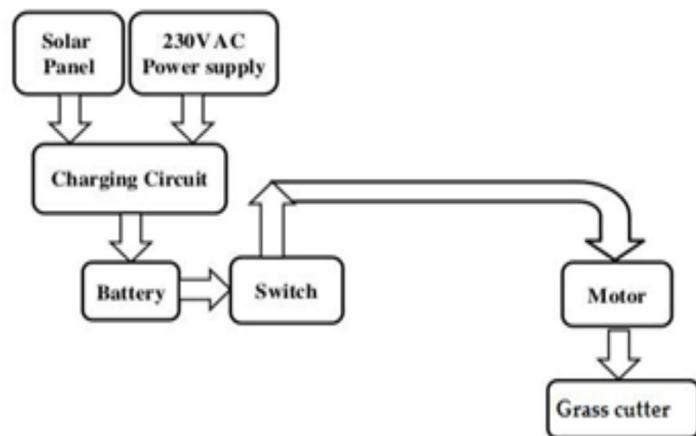 Solar
Panel
230VAC
Power supply
Charging Circuit
Battery
Switch
Motor
Grass cutter